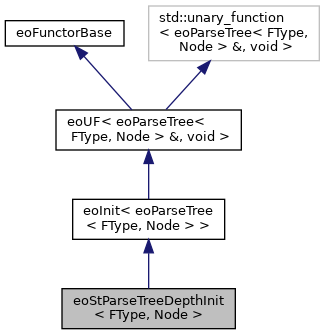 eoFunctorBase
std::unary_function
< eoParseTree< FType,
Node > &, void >
eoUF< eoParseTree<
FType, Node > &, void >
eoInit< eoParseTree
< FType, Node > >
eoStParseTreeDepthInit
< FType, Node >